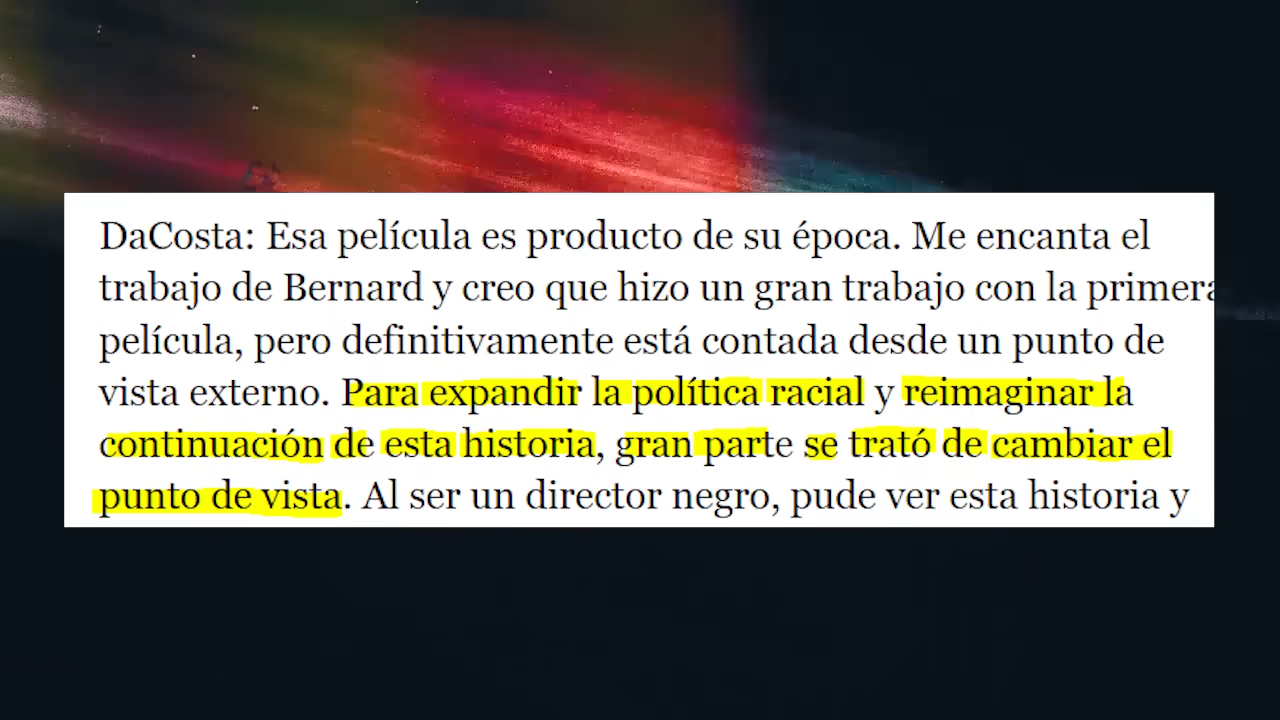 DaCosta: Esa película es producto de su época. Me encanta el
trabajo de Bernard y creo que hizo un gran trabajo con la primera
película, pero definitivamente está contada desde un punto de
vista externo. Para expandir la política racial y reimaginar la
continuación de esta historia, gran parte se trató de cambiar el
punto de vista. Al ser un director negro, pude ver esta historia y